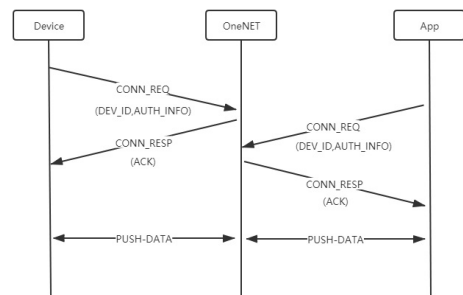 Device
OneNET
App
CONN_REQ
(DEV_ID,AUTH_INFO)
CONN_RESP
(ACK)
CONN_REQ
(DEV_ID,AUTH_INFO)
CONN_RESP
(ACK)
PUSH-DATA
PUSH-DATA